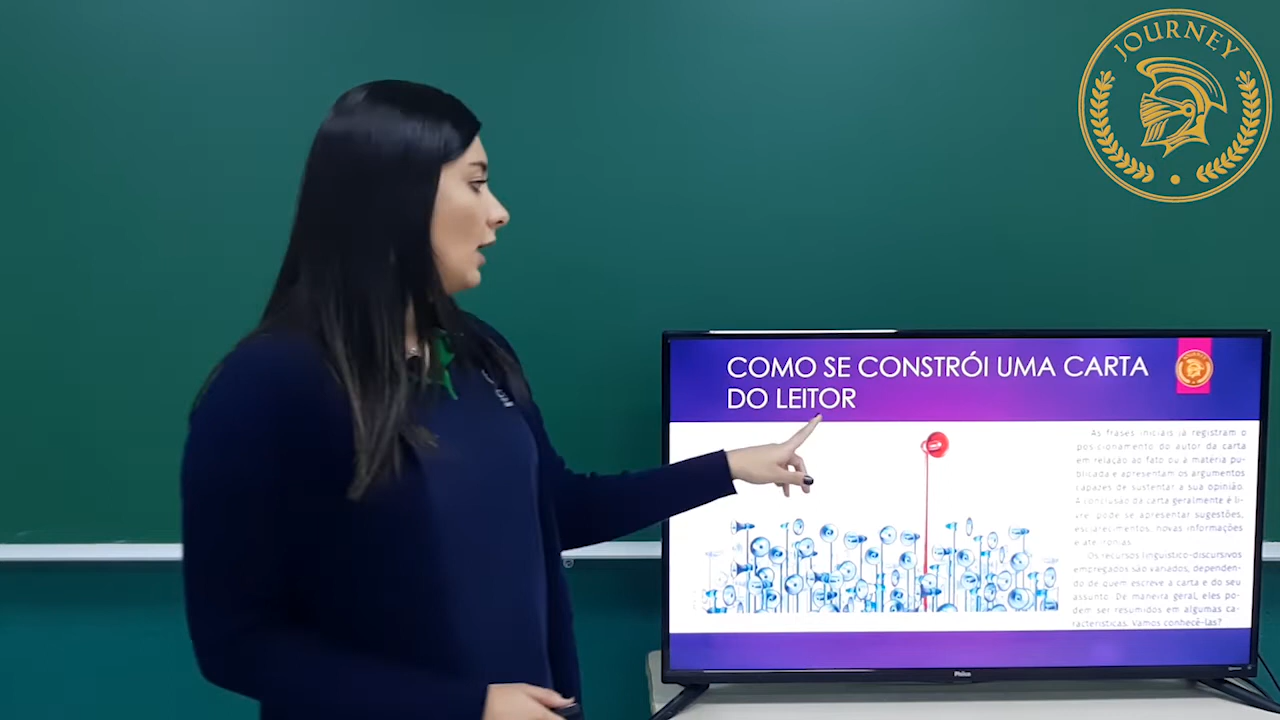 JOURNEY
COMO SE CONSTRÓI UMA CARTA
DO LEITOR
As frases iniciais já registram o
posicionamento do autor da carta
em relação ao fato ou à matéria pu-
blicada e apresentam os argumentos
capazes de sustentar a sua opinião.
A conclusão da carta geralmente é li-
vre: pode se apresentar sugestões,
esclarecimentos, novas informações
e até ironias.
Os recursos linguístico-discursivos
empregados são variados, dependen-
do de quem escreve a carta e do seu
assunto. De maneira geral, eles po-
dem ser resumidos em algumas ca-
racterísticas. Vamos conhecê-las?
Philco